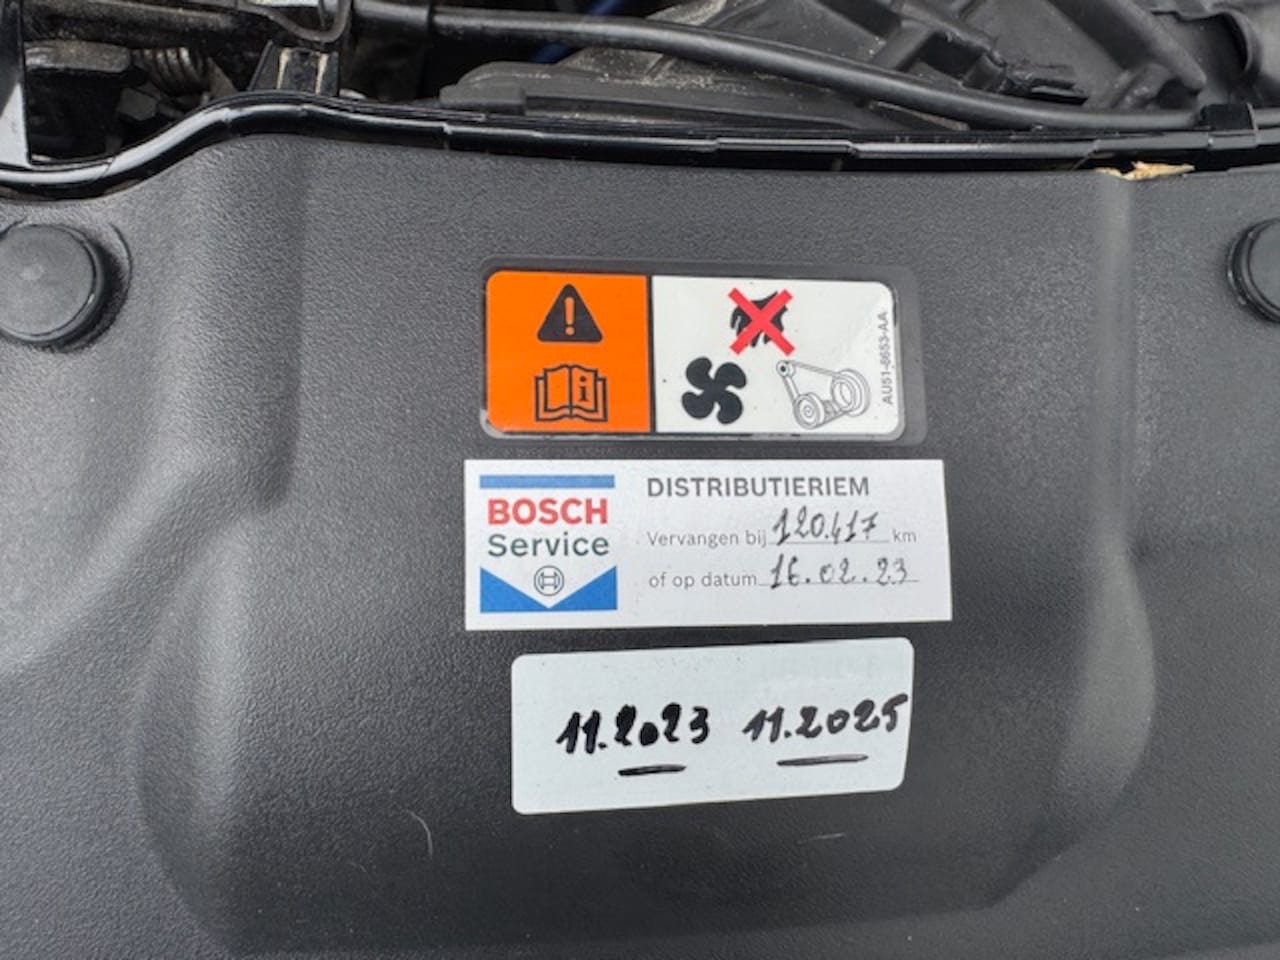 AU51-8653-AA
BOSCH
Service
DISTRIBUTIERIEM
Vervangen bij 120.417 km
of op datum 16.02.23
11.2023 11.2025